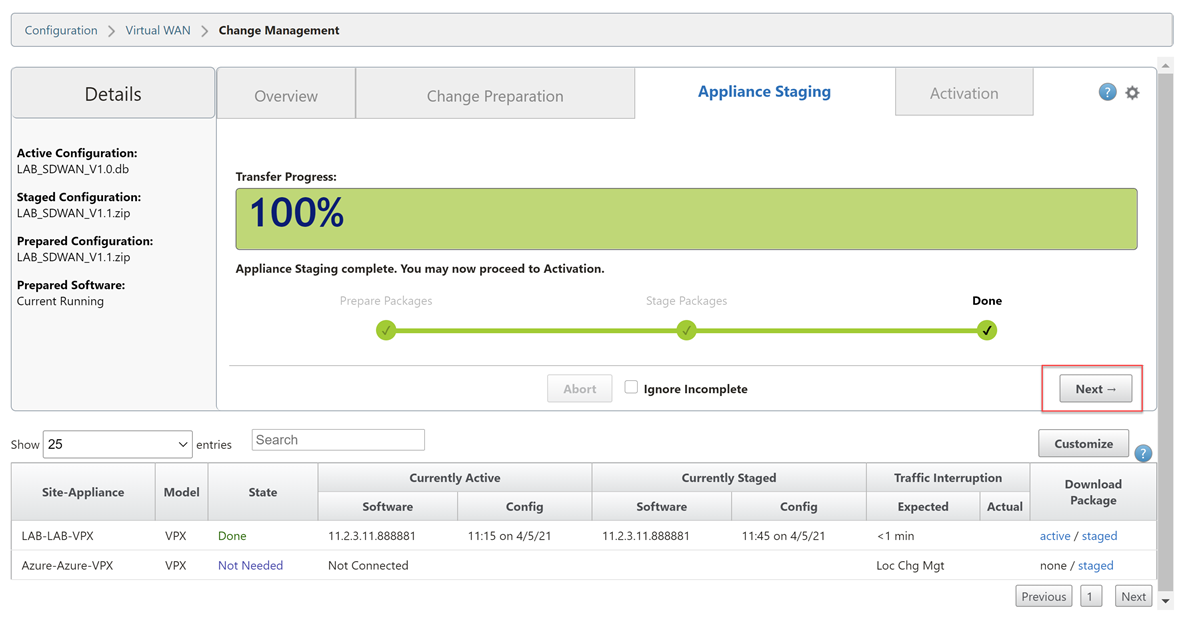 Configuration > Virtual WAN > Change Management
Details
Overview
Change Preparation
Appliance Staging
Activation
?
Active Configuration:
LAB_SDWAN_V1.0.db
Staged Configuration:
LAB_SDWAN_V1.1.zip
Prepared Configuration:
LAB_SDWAN_V1.1.zip
Prepared Software:
Current Running
Transfer Progress:
100%
Appliance Staging complete. You may now proceed to Activation.
Prepare Packages Stage Packages Done
Abort Ignore Incomplete Next →
Show 25 entries Search Customize ?
Site-Appliance Model State Currently Active Currently Staged Traffic Interruption Download Package
Software Config Software Config Expected Actual
LAB-LAB-VPX VPX Done 11.2.3.11.888881 11:15 on 4/5/21 11.2.3.11.888881 11:45 on 4/5/21 <1 min active / staged
Azure-Azure-VPX VPX Not Needed Not Connected Loc Chg Mgt none / staged
Previous 1 Next